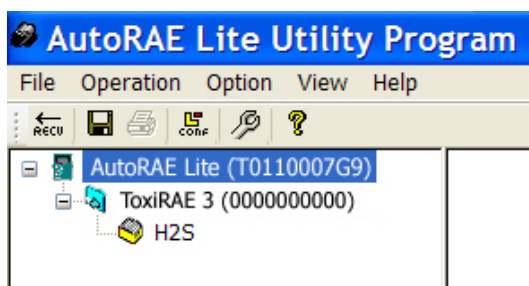 AutoRAE Lite Utility Program
File Operation Option View Help
RECV CONF ?
AutoRAE Lite (T0110007G9)
ToxiRAE 3 (0000000000)
H2S